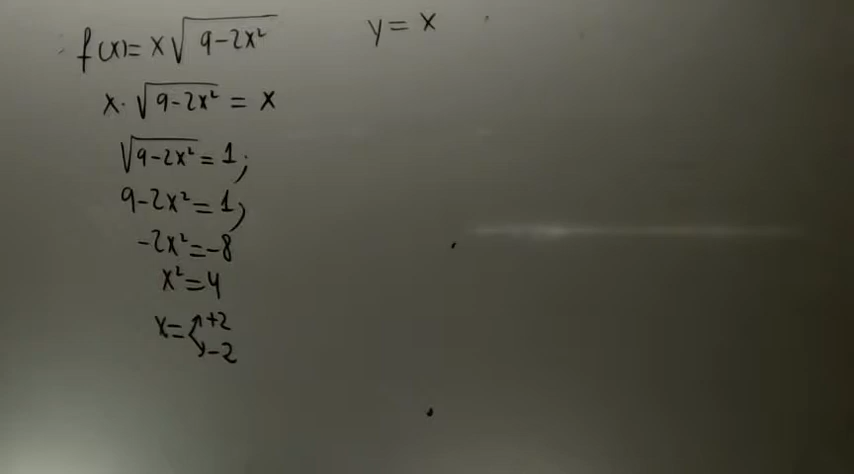 f(x)=x√(9-2x²) y=x
x·√(9-2x²)=x
√(9-2x²)=1;
9-2x²=1;
-2x²=-8
x²=4
x= +2
-2